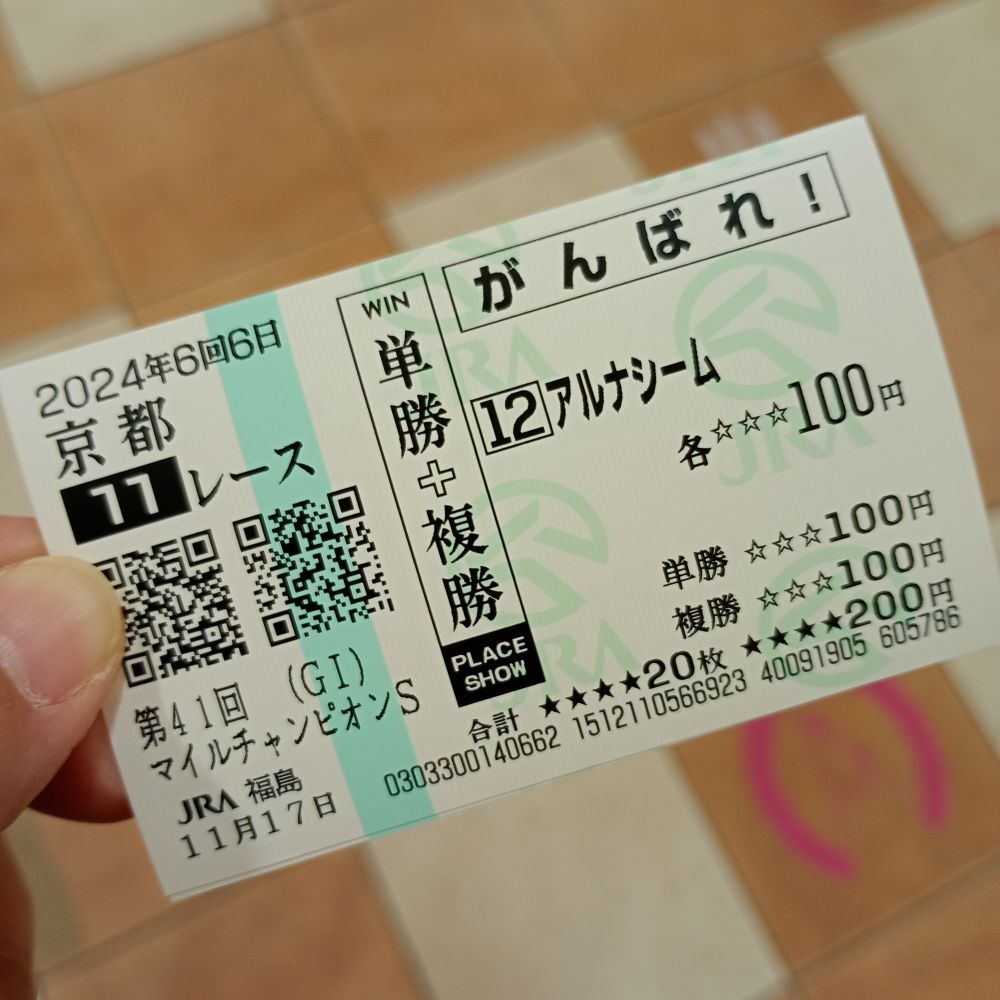 2024年6回6日
京都
11レース
第41回 (GI)
マイルチャンピオンS
JRA 福島
11月17日
WIN
単勝+複勝
PLACE
SHOW
がんばれ!
12 アルナシーム
各☆☆☆100円
単勝 ☆☆☆100円
複勝 ☆☆☆100円
合計 ★★★★20枚 ★★★★200円
0303300140662 1512110566923 40091905 605786
JRA
JRA
JRA